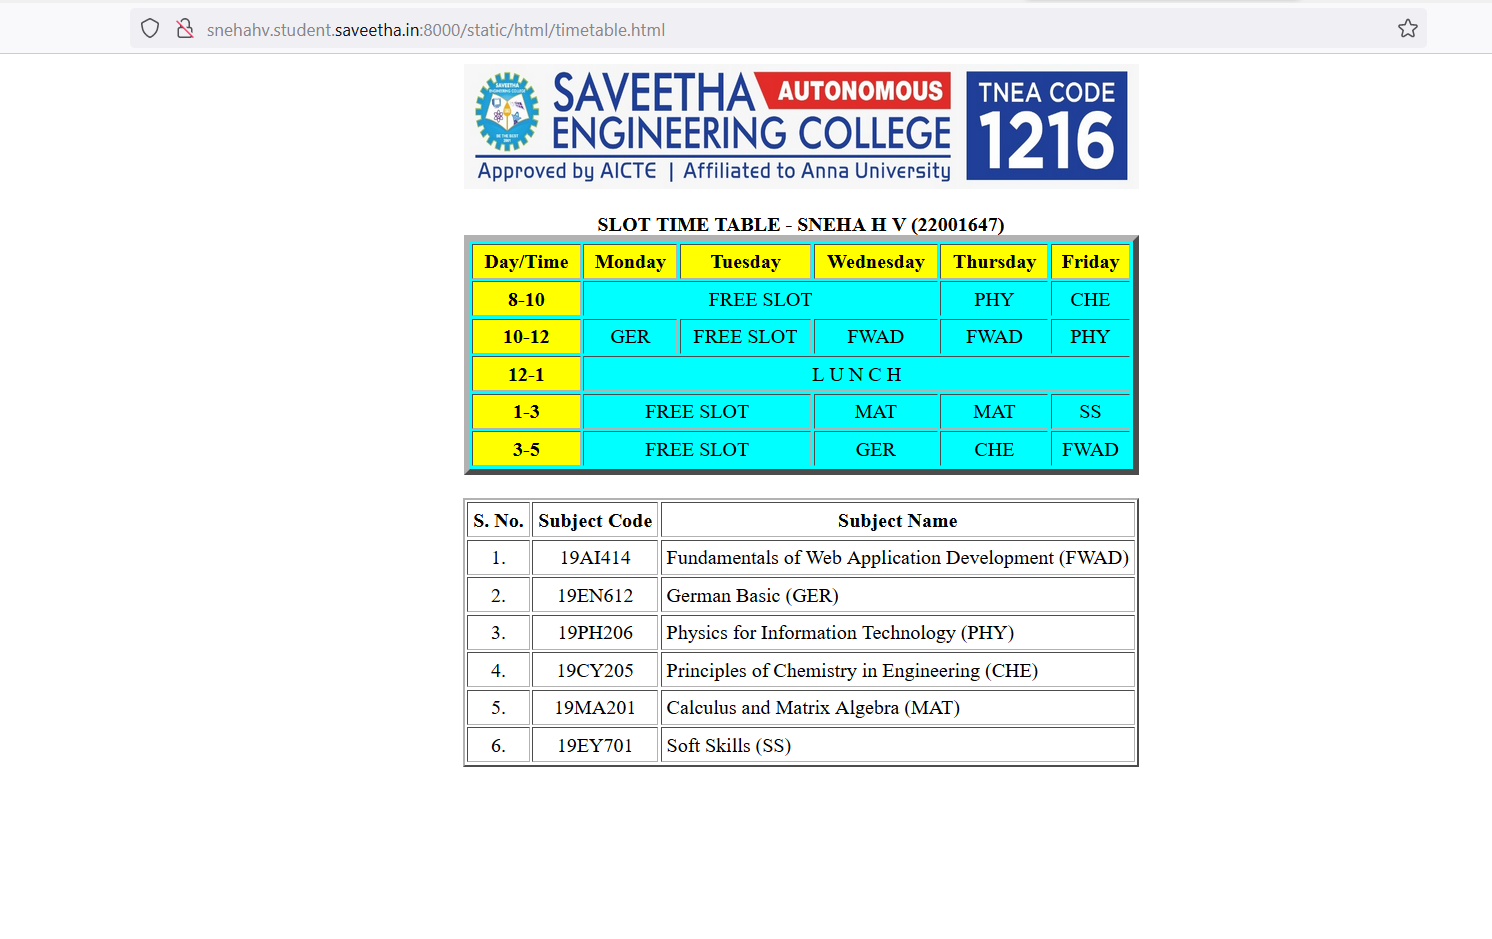 snehahv.student.saveetha.in:8000/static/html/timetable.html
SAVEETHA AUTONOMOUS
ENGINEERING COLLEGE
Approved by AICTE | Affiliated to Anna University
TNEA CODE
1216
SAVEETHA
ENGINEERING COLLEGE
SLOT TIME TABLE - SNEHA H V (22001647)
Day/Time Monday Tuesday Wednesday Thursday Friday
8-10 FREE SLOT PHY CHE
10-12 GER FREE SLOT FWAD FWAD PHY
12-1 L U N C H
1-3 FREE SLOT MAT MAT SS
3-5 FREE SLOT GER CHE FWAD
S. No. Subject Code Subject Name
1. 19AI414 Fundamentals of Web Application Development (FWAD)
2. 19EN612 German Basic (GER)
3. 19PH206 Physics for Information Technology (PHY)
4. 19CY205 Principles of Chemistry in Engineering (CHE)
5. 19MA201 Calculus and Matrix Algebra (MAT)
6. 19EY701 Soft Skills (SS)